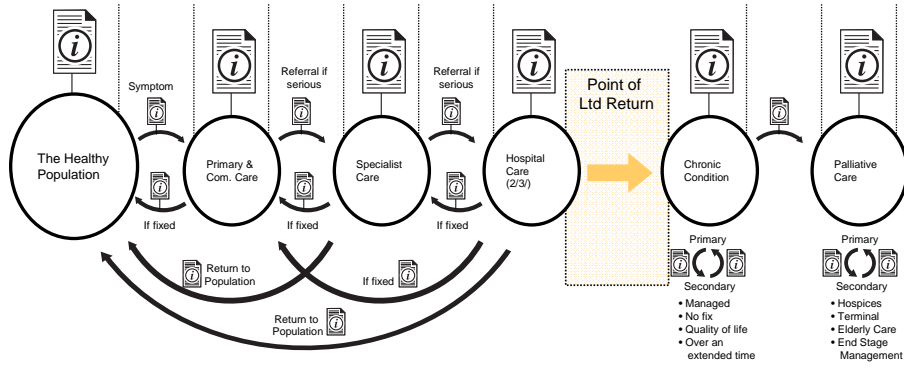 i
i
i
i
i
i
Symptom
i
Referral if
serious
i
Referral if
serious
i
Point of
Ltd Return
i
The Healthy
Population
Primary &
Com. Care
Specialist
Care
Hospital
Care
(2/3/)
Chronic
Condition
Palliative
Care
i
If fixed
i
If fixed
i
If fixed
i
Return to
Population
If fixed
i
Return to
Population
i
Primary
i
i
Secondary
• Managed
• No fix
• Quality of life
• Over an
extended time
Primary
i
i
Secondary
• Hospices
• Terminal
• Elderly Care
• End Stage
Management